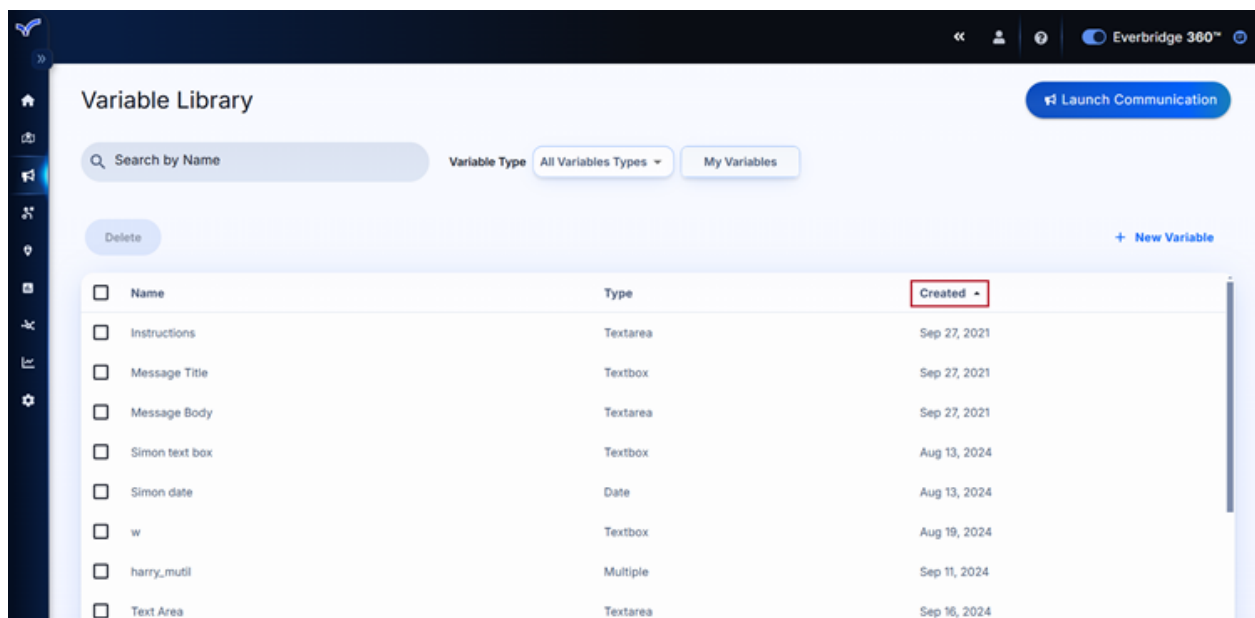 Everbridge 360™
Variable Library
Launch Communication
Search by Name
Variable Type All Variables Types My Variables
Delete
+ New Variable
Name Type Created
Instructions Textarea Sep 27, 2021
Message Title Textbox Sep 27, 2021
Message Body Textarea Sep 27, 2021
Simon text box Textbox Aug 13, 2024
Simon date Date Aug 13, 2024
w Textbox Aug 19, 2024
harry_mutil Multiple Sep 11, 2024
Text Area Textarea Sep 16, 2024